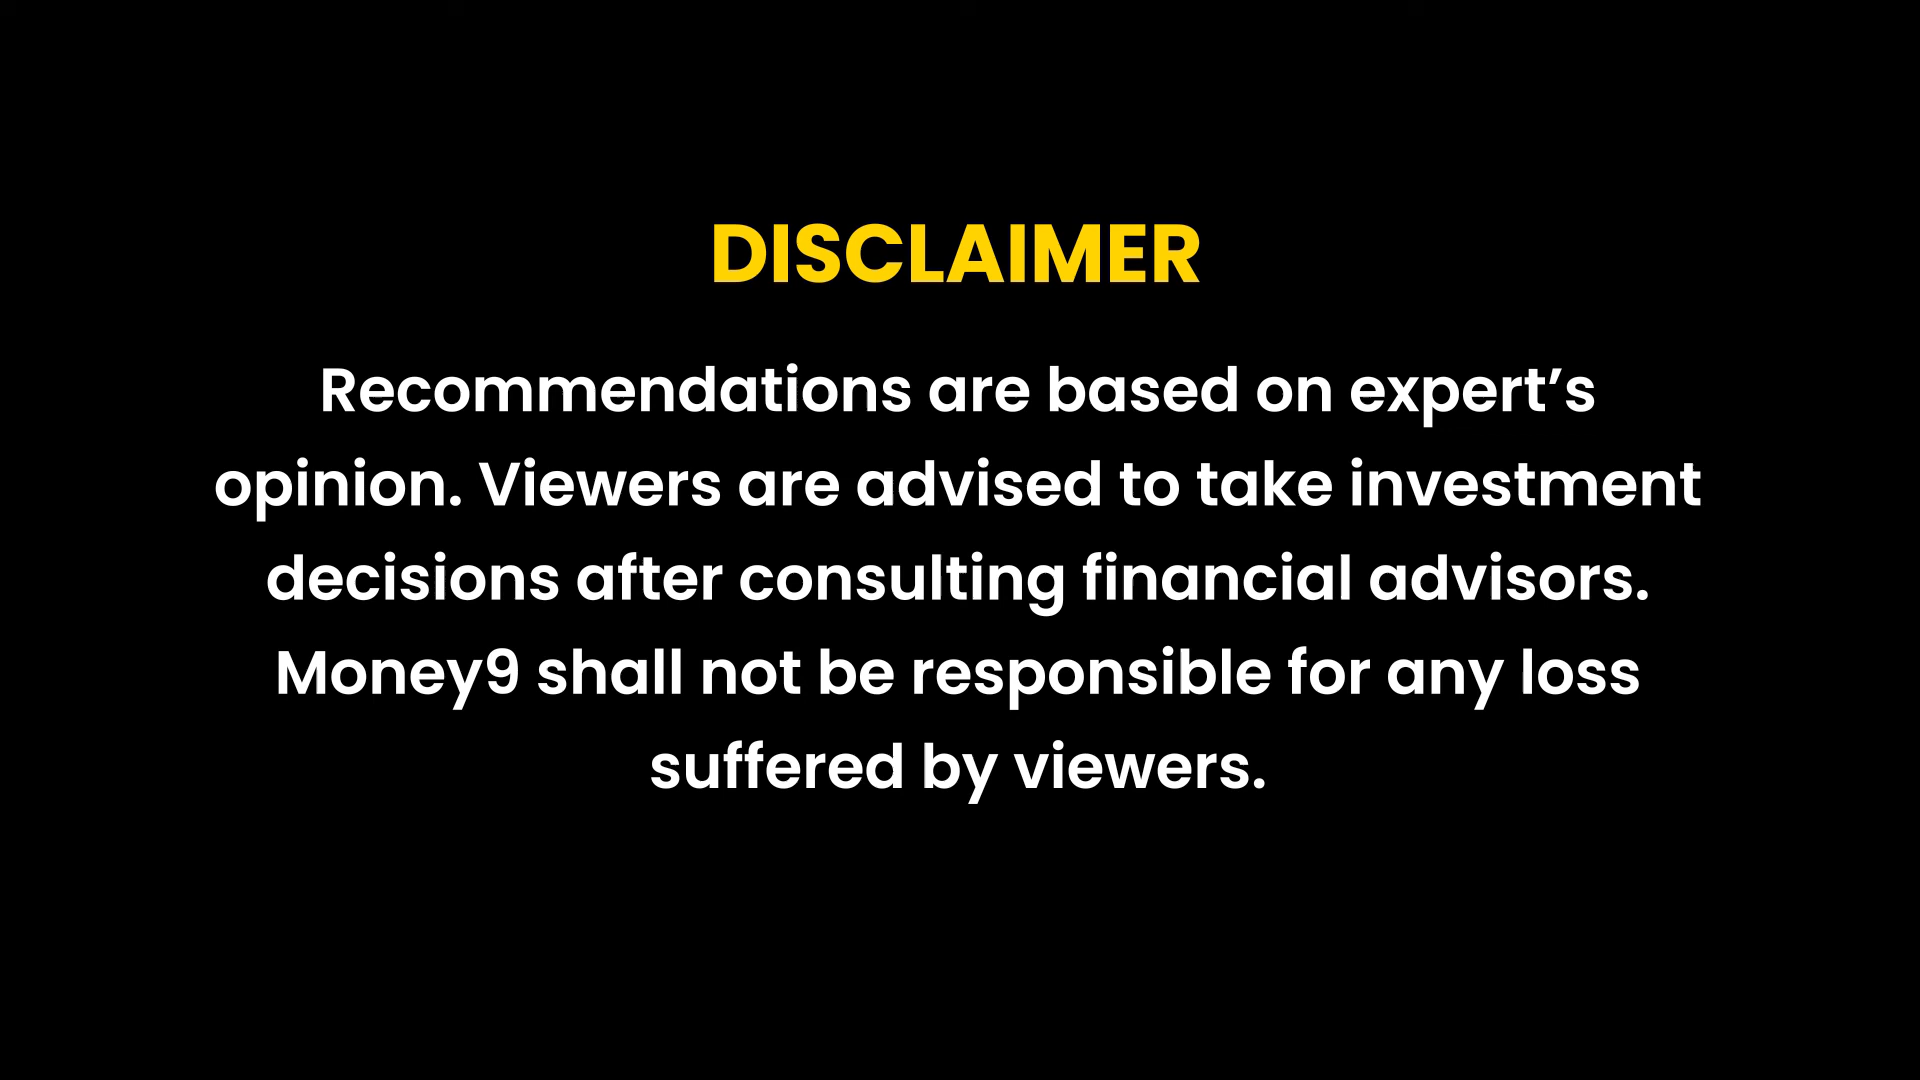 DISCLAIMER
Recommendations are based on expert’s
opinion. Viewers are advised to take investment
decisions after consulting financial advisors.
Money9 shall not be responsible for any loss
suffered by viewers.